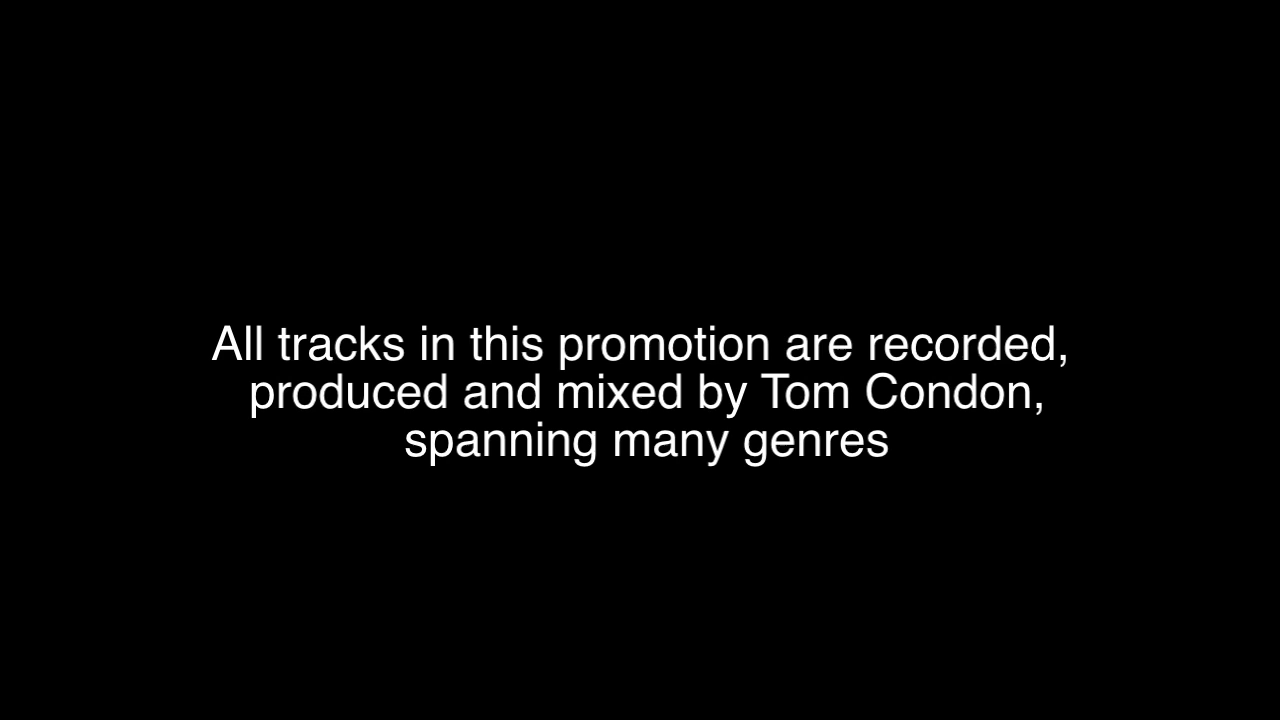 All tracks in this promotion are recorded,
produced and mixed by Tom Condon,
spanning many genres